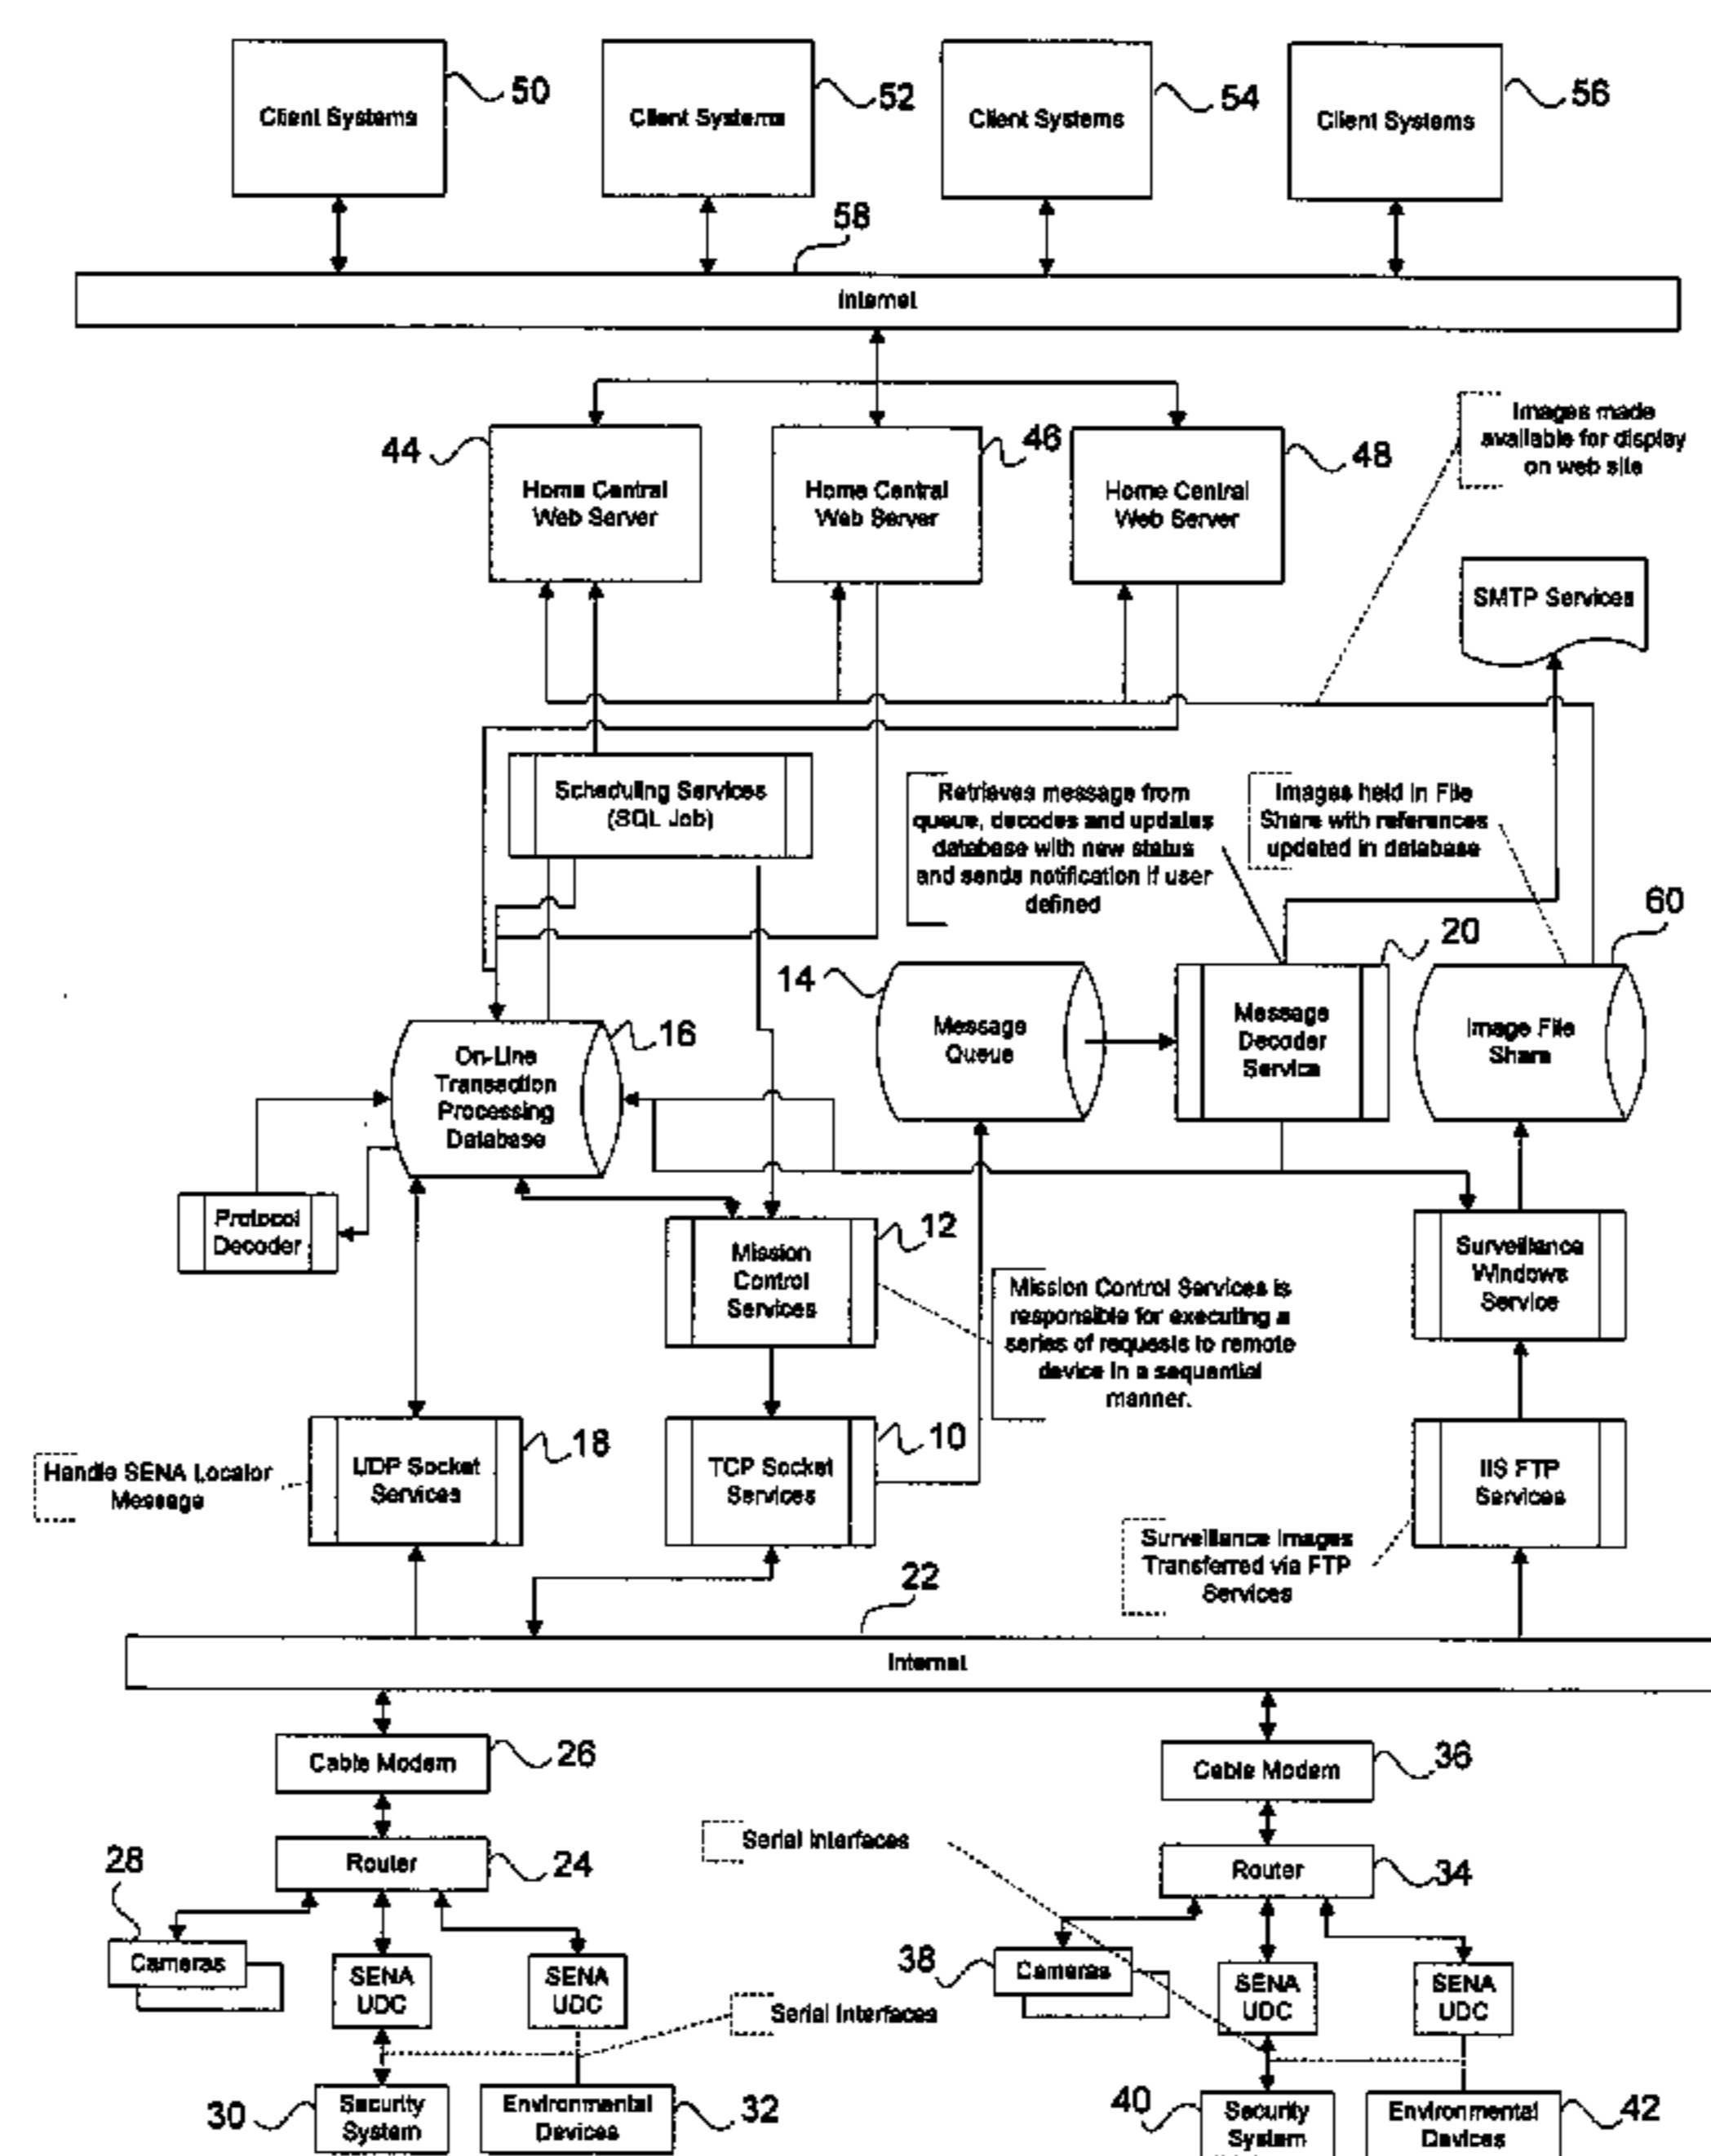 Client Systems
50
Client Systems
52
Client Systems
54
Client Systems
56
58
Internet
44
Home Central
Web Server
46
Home Central
Web Server
48
Home Central
Web Server
Images made
available for display
on web site
SMTP Services
Scheduling Services
(SQL Job)
Retrieves message from
queue, decodes and updates
database with new status
and sends notification if user
defined
Images held in File
Share with references
updated in database
60
20
14
Message
Queue
Message
Decoder
Service
Image File
Share
16
On-Line
Transaction
Processing
Database
Protocol
Decoder
12
Mission
Control
Services
Mission Control Services is
responsible for executing a
series of requests to remote
device in a sequential
manner.
Surveillance
Windows
Service
18
UDP Socket
Services
Handle SENA Locator
Message
10
TCP Socket
Services
IIS FTP
Services
Surveillance Images
Transferred via FTP
Services
22
Internet
Cable Modem
26
Cable Modem
36
Router
24
Serial Interfaces
Router
34
28
Cameras
SENA
UDC
SENA
UDC
38
Cameras
SENA
UDC
SENA
UDC
Serial Interfaces
30
Security
System
Environmental
Devices
32
40
Security
System
Environmental
Devices
42